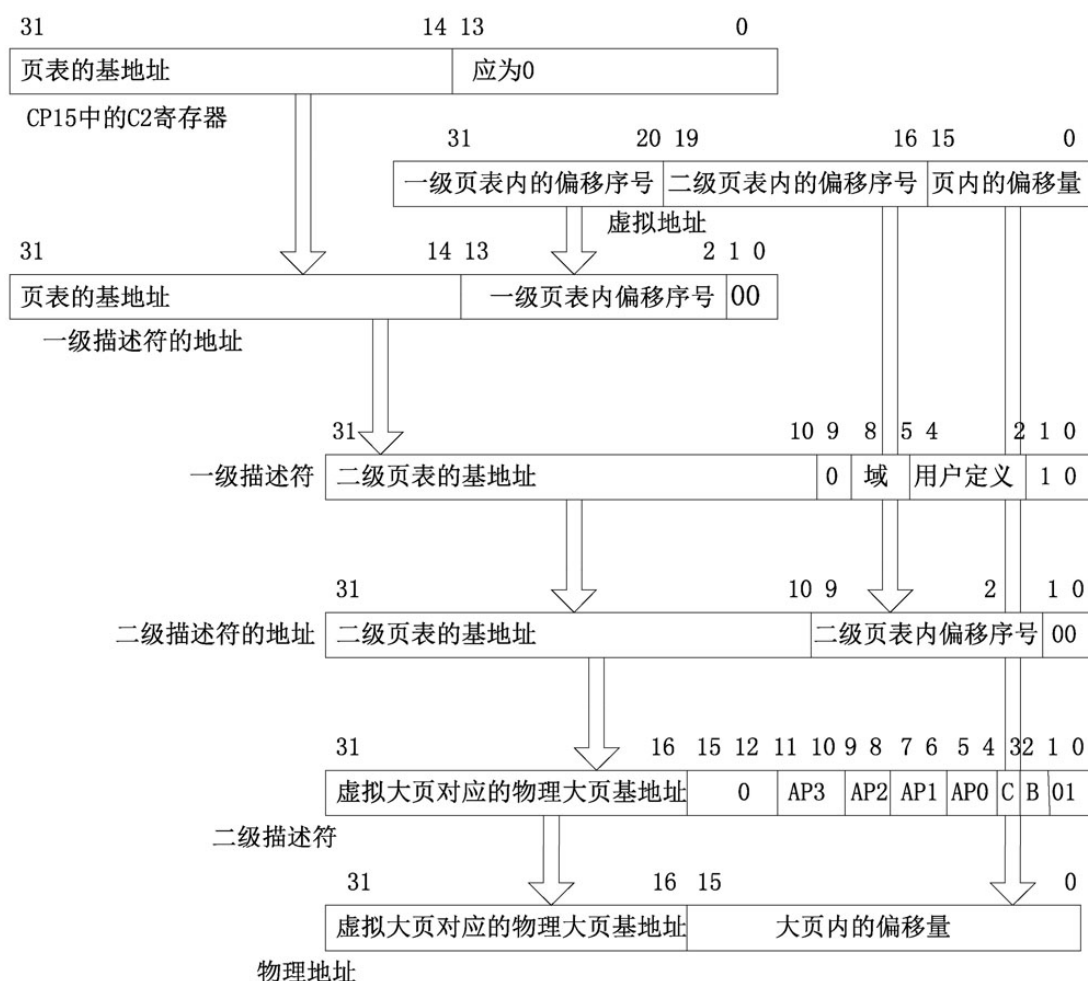 31 14 13 0
页表的基地址 应为0
CP15中的C2寄存器
31 20 19 16 15 0
一级页表内的偏移序号 二级页表内的偏移序号 页内的偏移量
虚拟地址
31 14 13 2 1 0
页表的基地址 一级页表内偏移序号 00
一级描述符的地址
31 10 9 8 5 4 2 1 0
一级描述符 二级页表的基地址 0 域 用户定义 1 0
31 10 9 2 1 0
二级描述符的地址 二级页表的基地址 二级页表内偏移序号 00
31 16 15 12 11 10 9 8 7 6 5 4 32 1 0
虚拟大页对应的物理大页基地址 0 AP3 AP2 AP1 AP0 C B 01
二级描述符
31 16 15 0
虚拟大页对应的物理大页基地址 大页内的偏移量
物理地址